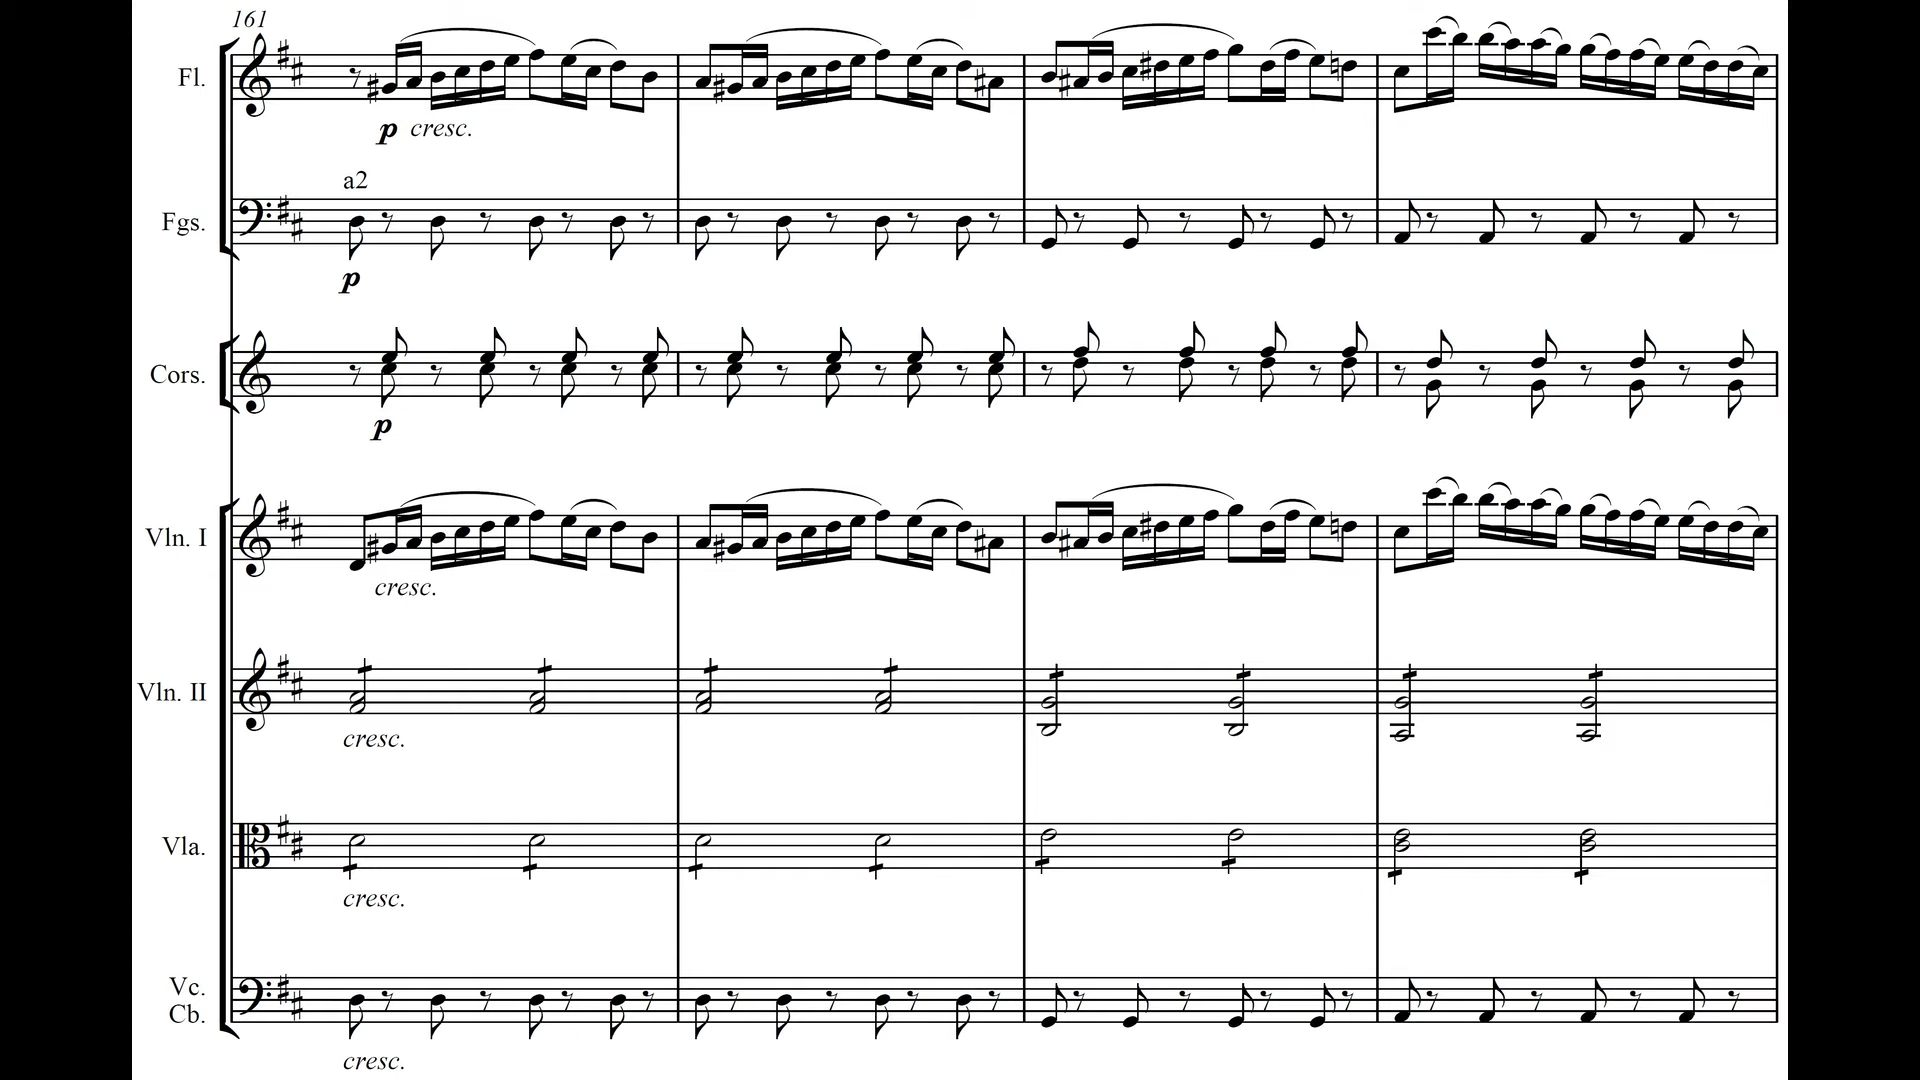 161
Fl.
p cresc.
a2
Fgs.
p
Cors.
p
Vln. I
cresc.
Vln. II
cresc.
Vla.
cresc.
Vc.
Cb.
cresc.